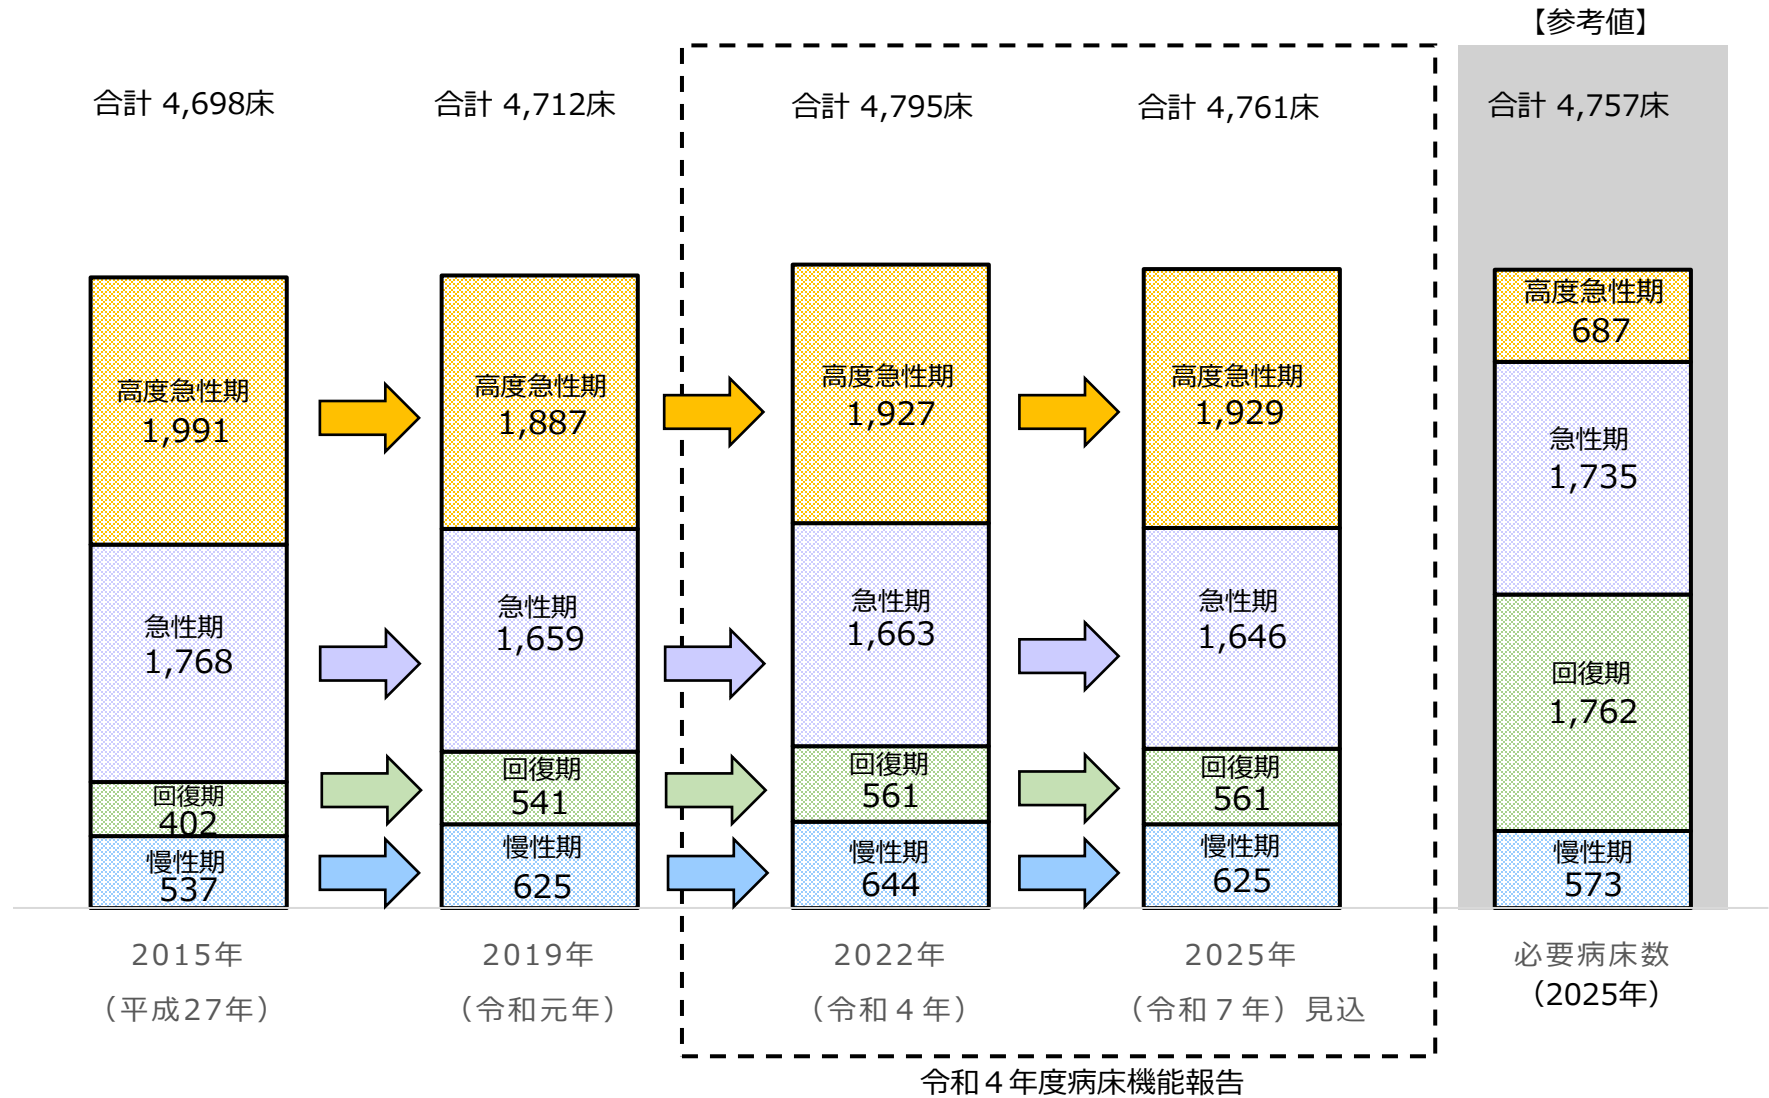 【参考値】
合計 4,698床
合計 4,712床
合計 4,795床
合計 4,761床
合計 4,757床
高度急性期
1,991
急性期
1,768
回復期
402
慢性期
537
高度急性期
1,887
急性期
1,659
回復期
541
慢性期
625
高度急性期
1,927
急性期
1,663
回復期
561
慢性期
644
高度急性期
1,929
急性期
1,646
回復期
561
慢性期
625
高度急性期
687
急性期
1,735
回復期
1,762
慢性期
573
2015年
（平成27年）
2019年
（令和元年）
2022年
（令和４年）
2025年
（令和７年）見込
必要病床数
（2025年）
令和４年度病床機能報告